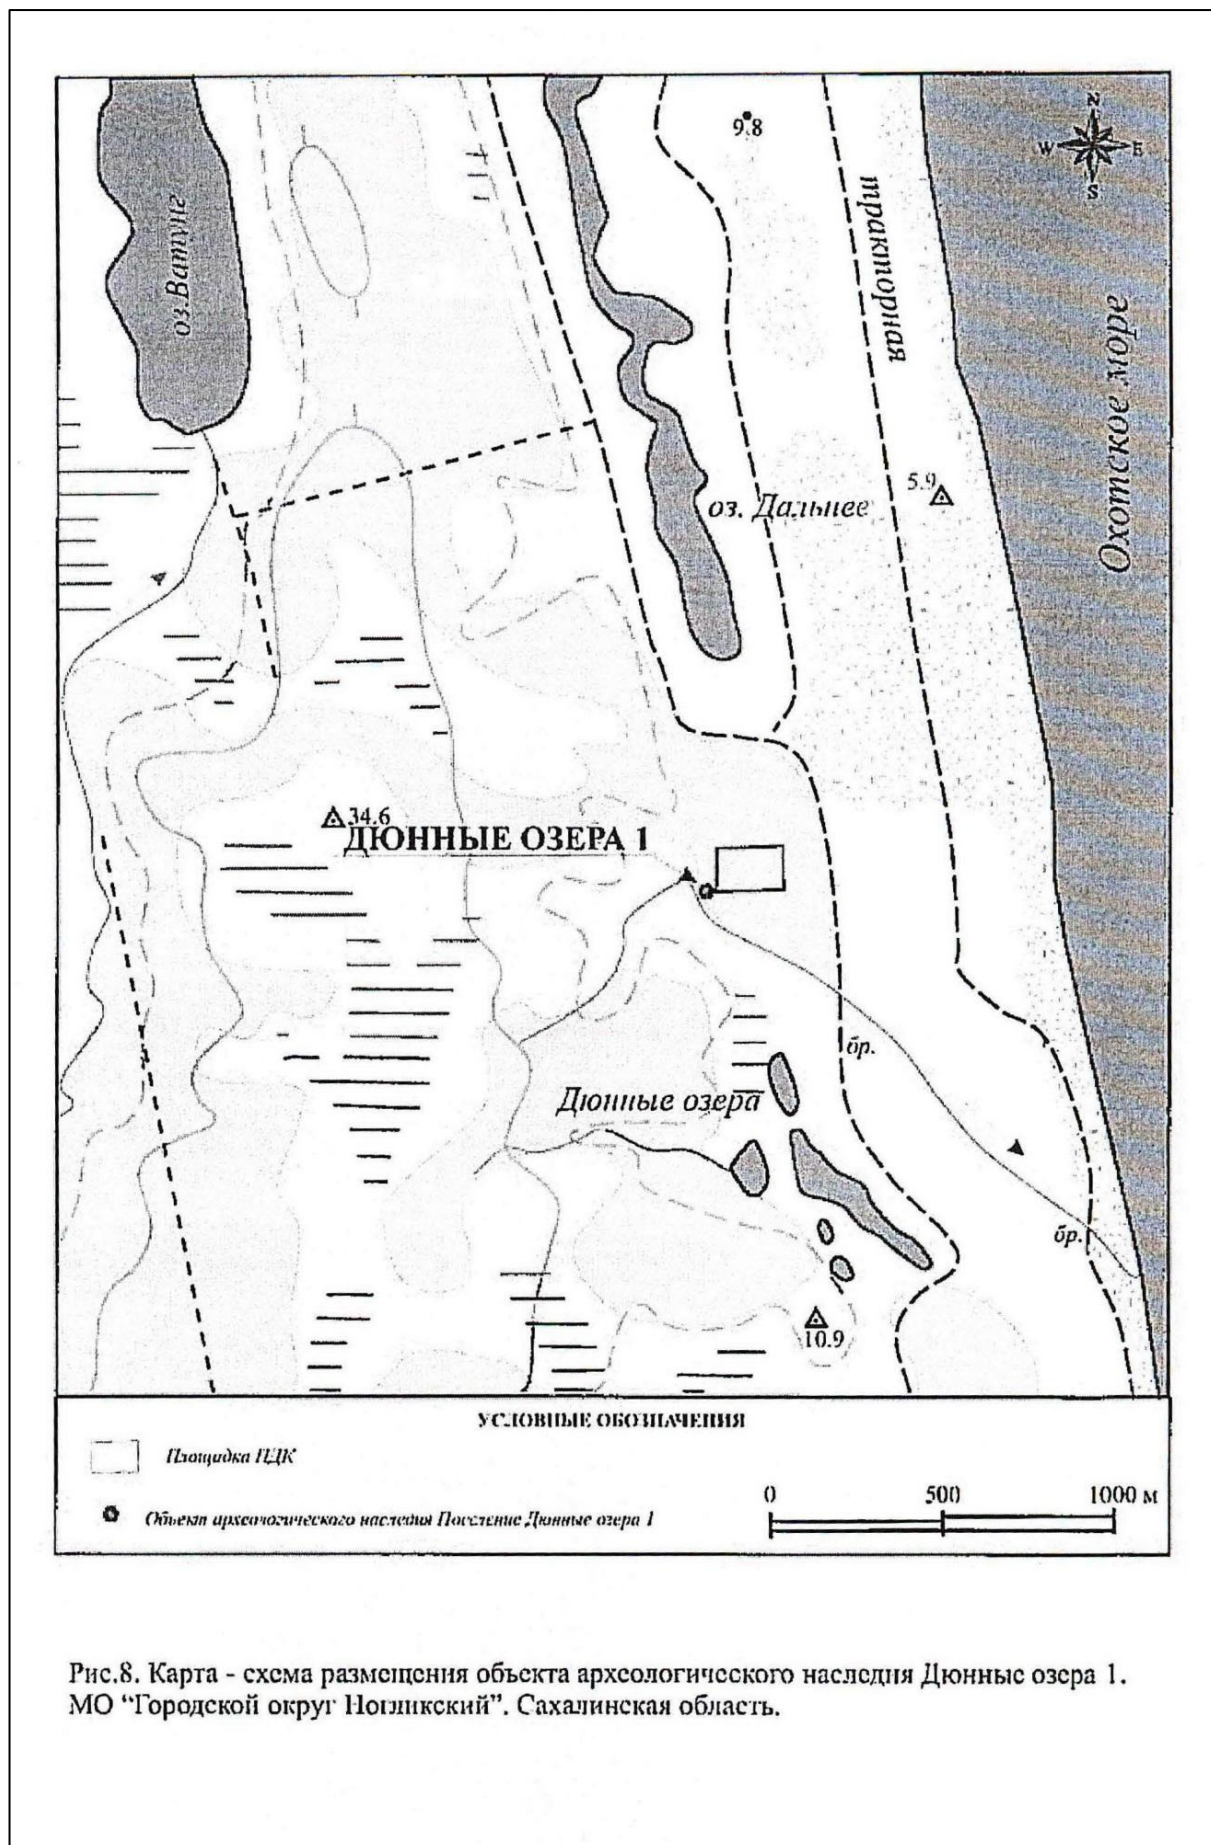 N
W E
S
9.8
оз.Ватунг
тракторная
Охотское море
5.9
оз. Дальнее
34.6
ДЮННЫЕ ОЗЕРА 1
бр.
Дюнные озера
бр.
10.9
УСЛОВНЫЕ ОБОЗНАЧЕНИЯ
Площадка ПДК
Объект археологического наследия Поселение Дюнные озера 1
0 500 1000 м
Рис.8. Карта - схема размещения объекта археологического наследия Дюнные озера 1.
МО “Городской округ Ногликский”. Сахалинская область.